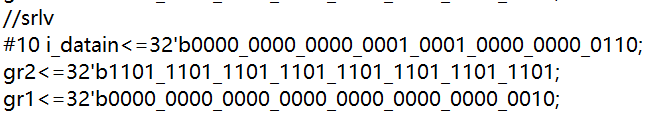 //srlv
#10 i_datain<=32'b0000_0000_0000_0001_0001_0000_0000_0110;
gr2<=32'b1101_1101_1101_1101_1101_1101_1101_1101;
gr1<=32'b0000_0000_0000_0000_0000_0000_0000_0010;